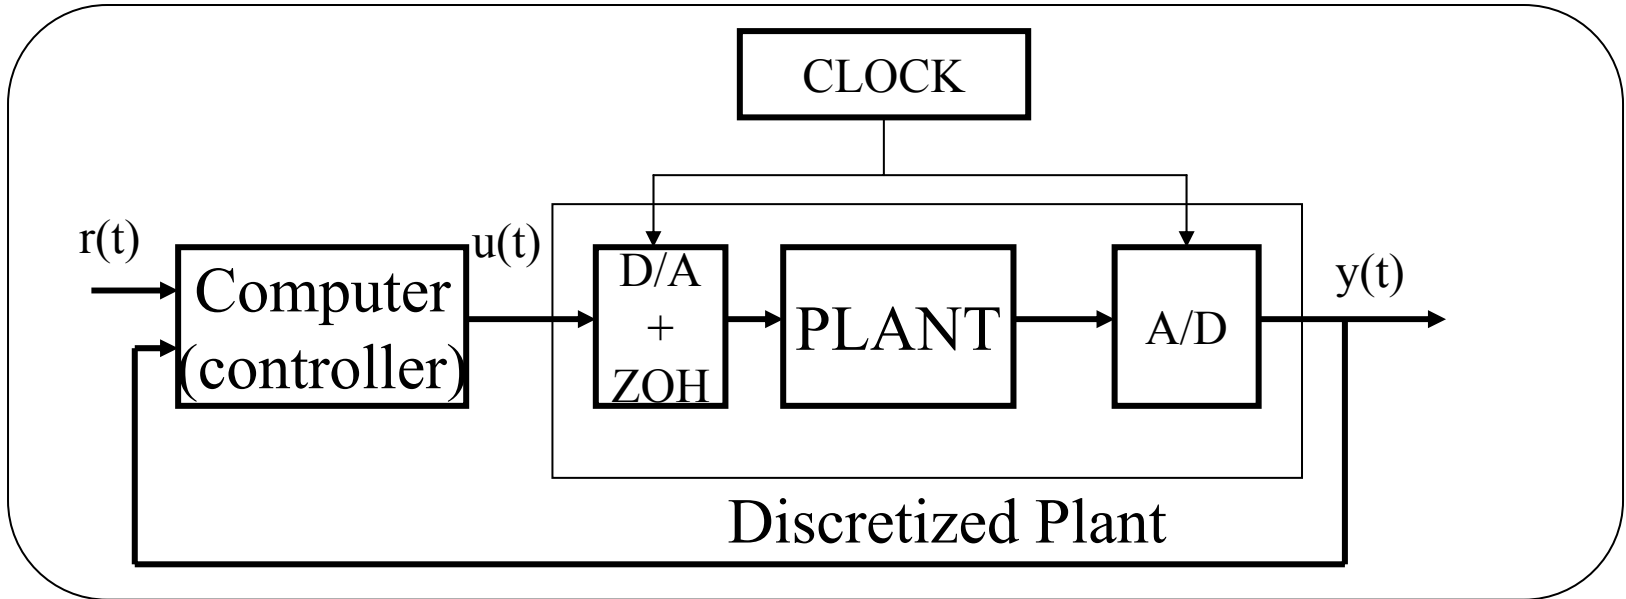 CLOCK
r(t)
Computer
(controller)
u(t)
D/A
+
ZOH
PLANT
A/D
y(t)
Discretized Plant